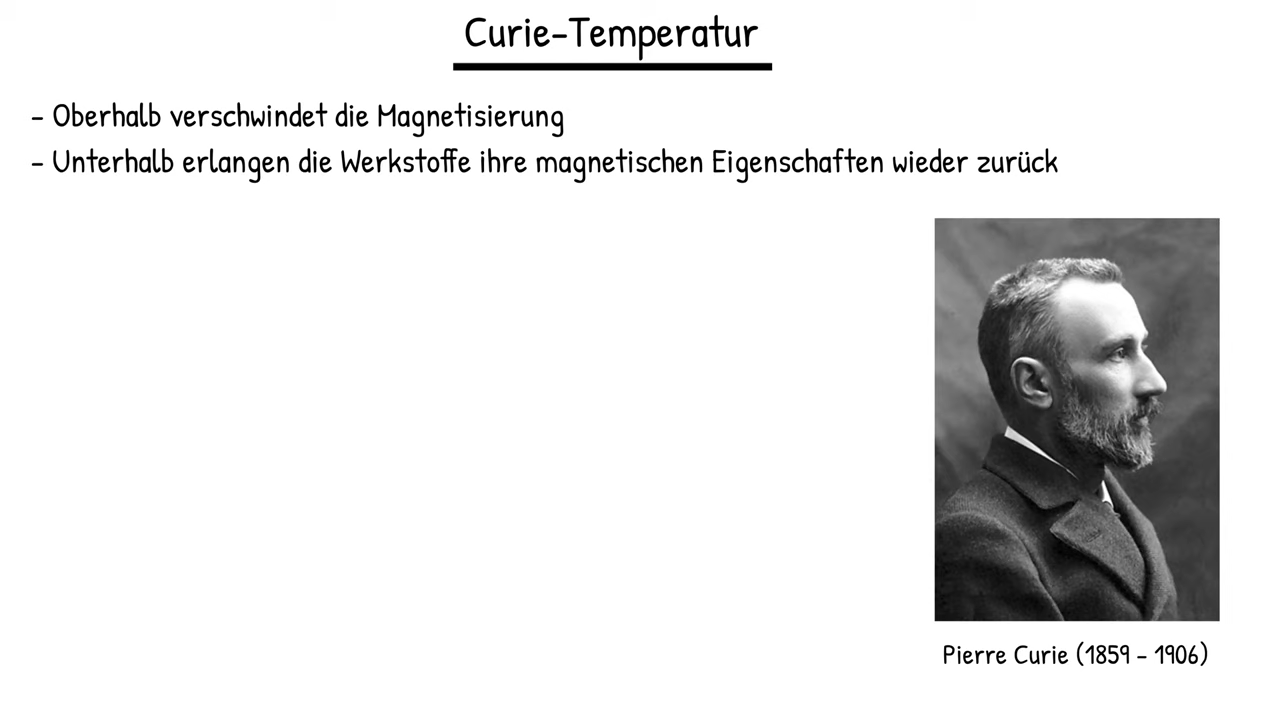 Curie-Temperatur
- Oberhalb verschwindet die Magnetisierung
- Unterhalb erlangen die Werkstoffe ihre magnetischen Eigenschaften wieder zurück
Pierre Curie (1859 - 1906)